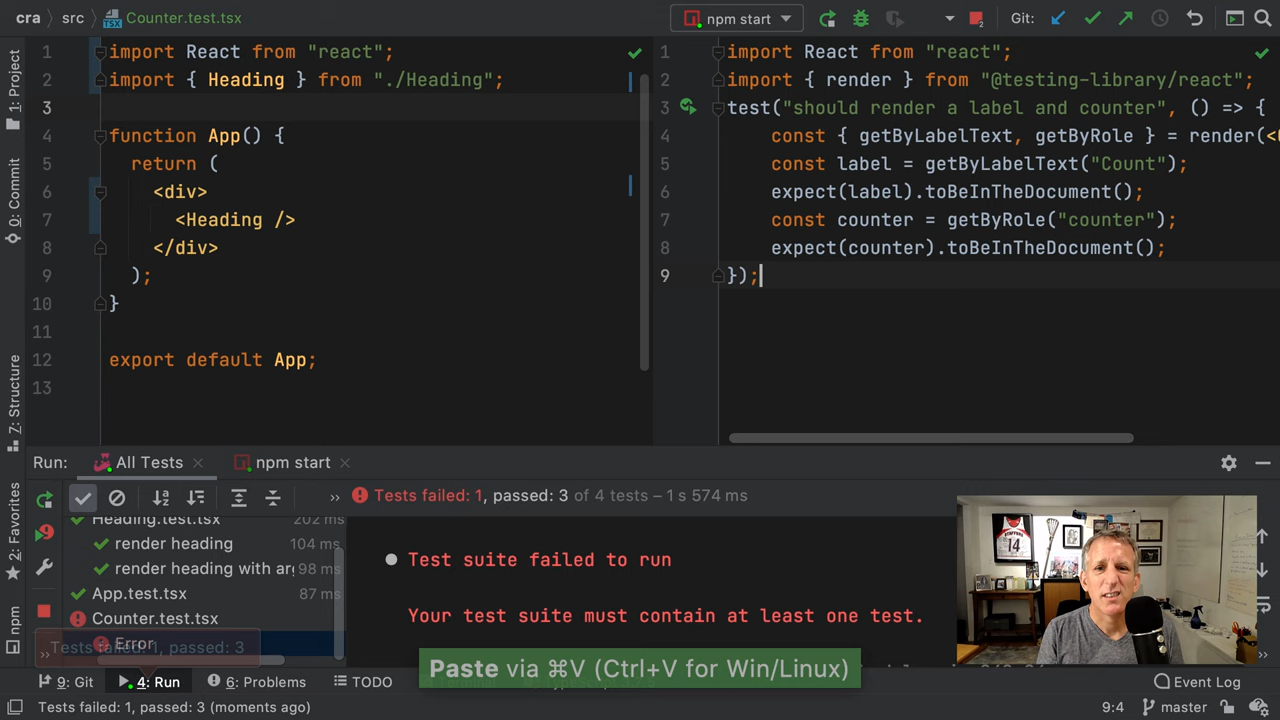 cra
src
Counter.test.tsx
npm start
Git:
1 import React from "react";
2 import { Heading } from "./Heading";
3
4 function App() {
5 return (
6 <div>
7 <Heading />
8 </div>
9 );
10 }
11
12 export default App;
13
1 import React from "react";
2 import { render } from "@testing-library/react";
3 test("should render a label and counter", () => {
4 const { getByLabelText, getByRole } = render(<
5 const label = getByLabelText("Count");
6 expect(label).toBeInTheDocument();
7 const counter = getByRole("counter");
8 expect(counter).toBeInTheDocument();
9 });
1: Project
0: Commit
Z: Structure
2: Favorites
npm
Run:
All Tests
npm start
Tests failed: 1, passed: 3 of 4 tests – 1 s 574 ms
Heading.test.tsx 202 ms
render heading 104 ms
render heading with arg 98 ms
App.test.tsx 87 ms
Counter.test.tsx
Error
Tests failed: 1, passed: 3
Test suite failed to run
Your test suite must contain at least one test.
Paste via ⌘V (Ctrl+V for Win/Linux)
STAFFORD
14
9: Git
4: Run
6: Problems
TODO
Event Log
Tests failed: 1, passed: 3 (moments ago)
9:4
master